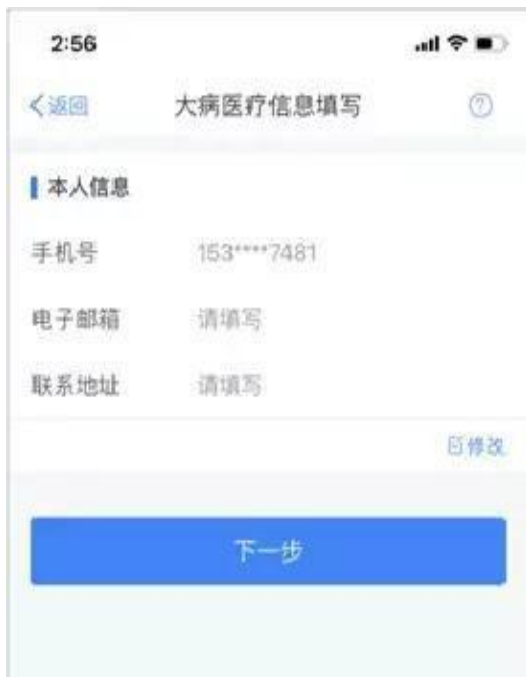 2:56
返回 大病医疗信息填写
本人信息
手机号 153****7481
电子邮箱 请填写
联系地址 请填写
修改
下一步